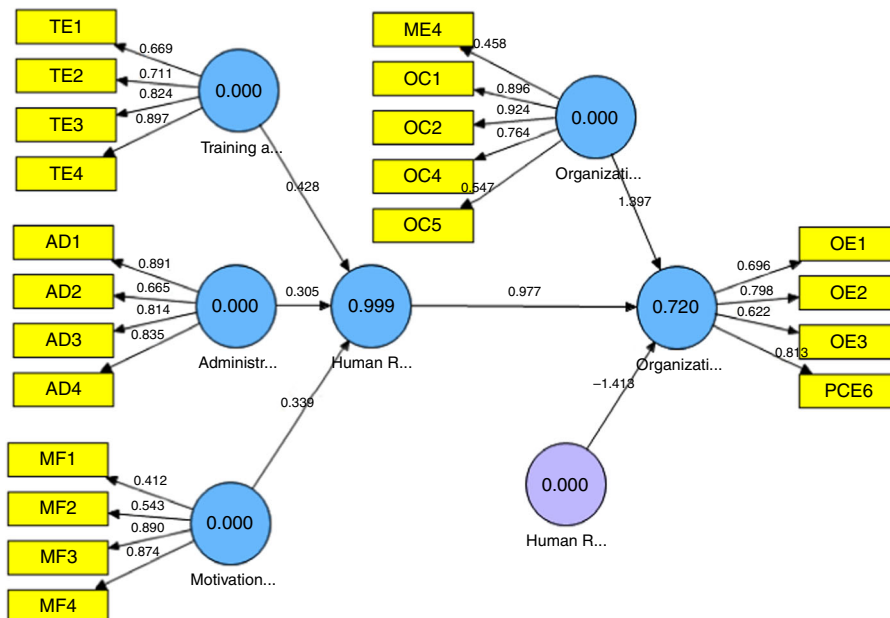 TE1
TE2
TE3
TE4
0.669
0.711
0.824
0.897
0.000
Training a...
0.428
ME4
OC1
OC2
OC4
OC5
0.458
0.896
0.924
0.764
0.547
0.000
Organizati...
1.397
AD1
AD2
AD3
AD4
0.891
0.665
0.814
0.835
0.000
Administr...
0.305
0.999
Human R...
0.977
0.720
Organizati...
0.696
0.798
0.622
0.813
OE1
OE2
OE3
PCE6
MF1
MF2
MF3
MF4
0.412
0.543
0.890
0.874
0.000
Motivation...
0.339
−1.413
0.000
Human R...